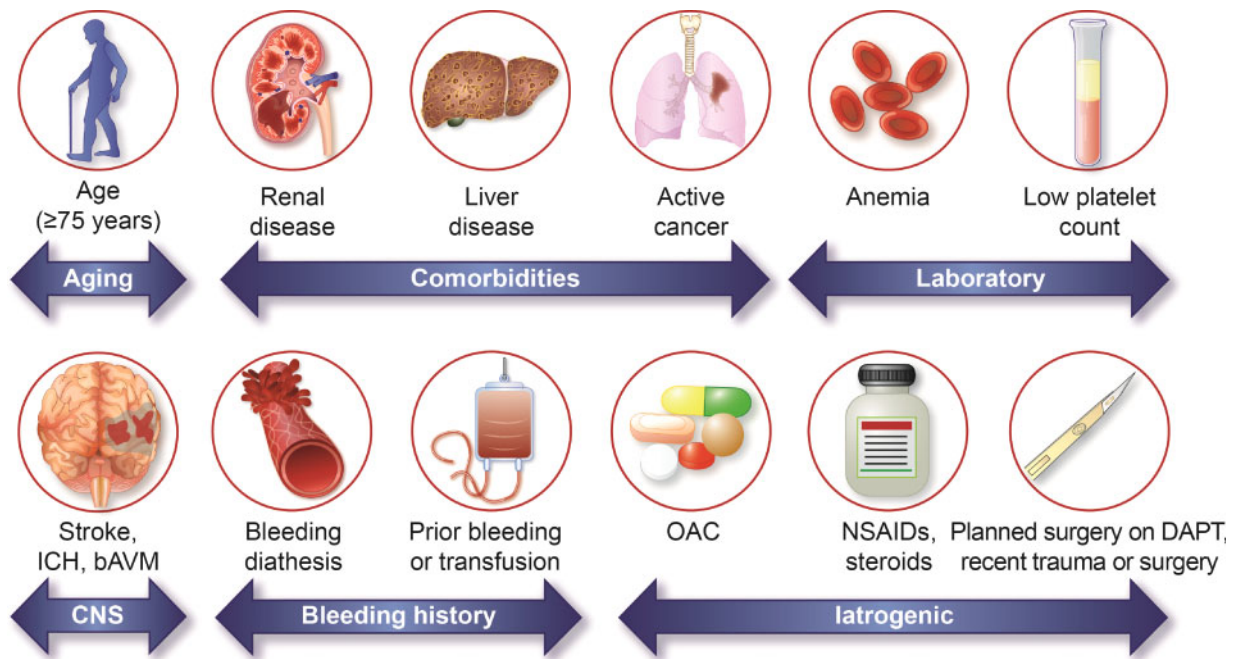 Age
(≥75 years)
Renal
disease
Liver
disease
Active
cancer
Anemia
Low platelet
count
Aging
Comorbidities
Laboratory
Stroke,
ICH, bAVM
Bleeding
diathesis
Prior bleeding
or transfusion
OAC
NSAIDs,
steroids
Planned surgery on DAPT,
recent trauma or surgery
CNS
Bleeding history
Iatrogenic